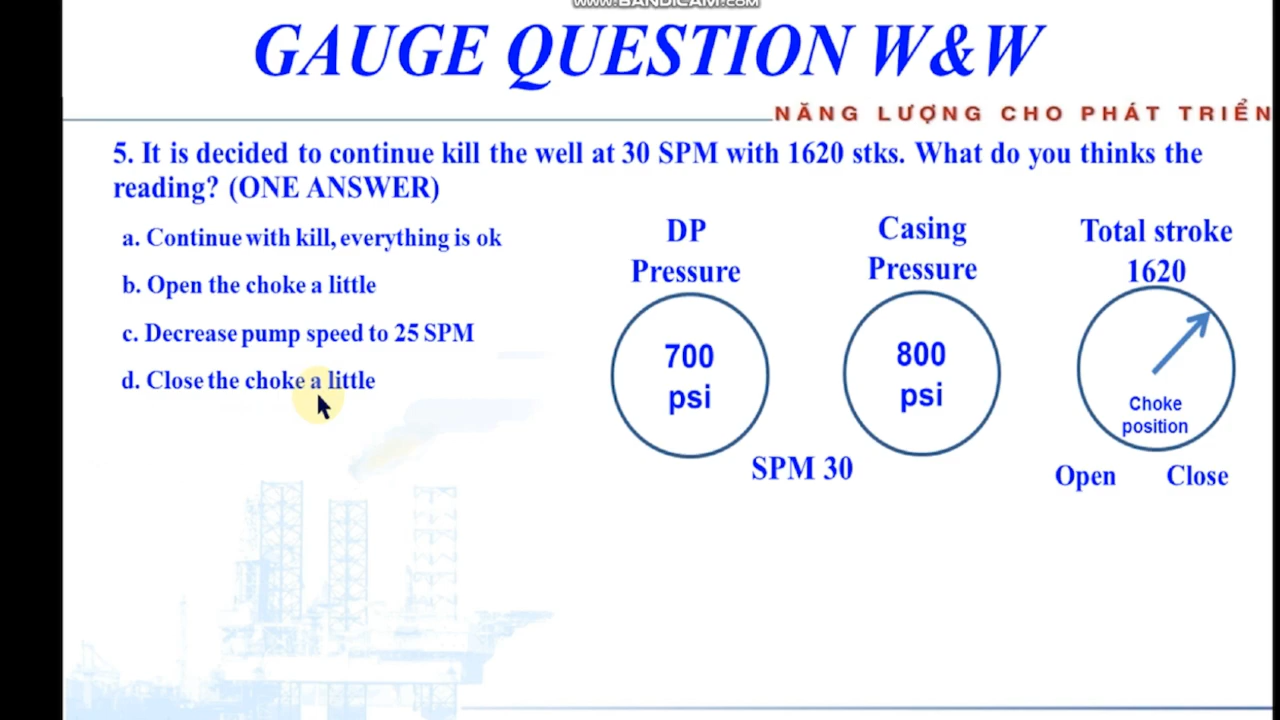 www.BANDICAM.com
GAUGE QUESTION W&W
NĂNG LƯỢNG CHO PHÁT TRIỂN
5. It is decided to continue kill the well at 30 SPM with 1620 stks. What do you thinks the
reading? (ONE ANSWER)
a. Continue with kill, everything is ok
b. Open the choke a little
c. Decrease pump speed to 25 SPM
d. Close the choke a little
DP
Pressure
700
psi
Casing
Pressure
800
psi
SPM 30
Total stroke
1620
Choke
position
Open Close